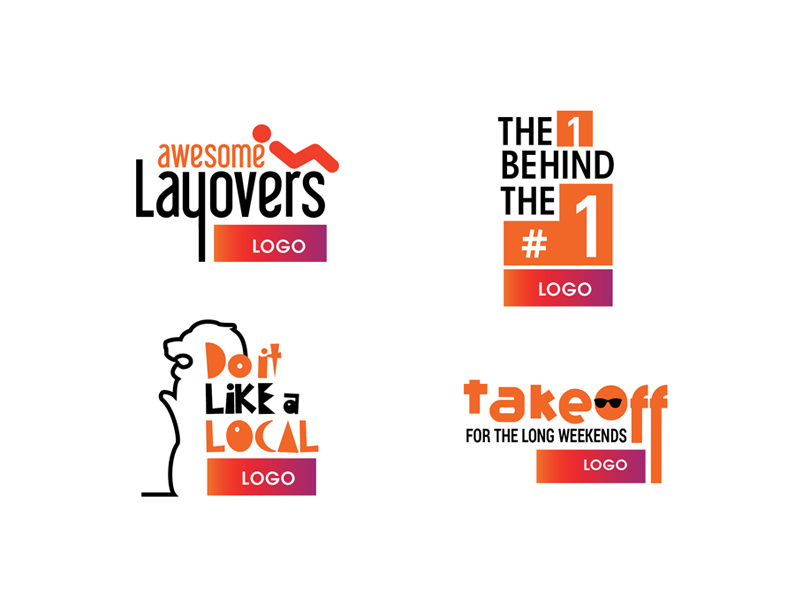 awesome
Layovers
LOGO
THE 1
BEHIND
THE
# 1
LOGO
Do it
LiKE a
LOCAL
LOGO
takeoff
FOR THE LONG WEEKENDS
LOGO